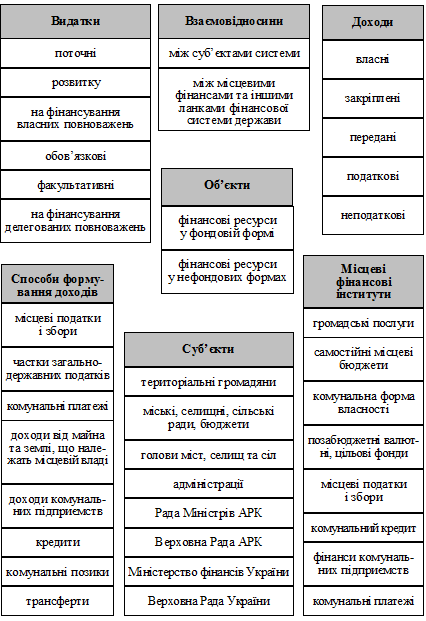 Видатки
поточні
розвитку
на фінансування
власних повноважень
обов’язкові
факультативні
на фінансування
делегованих повноважень
Взаємовідносини
між суб’єктами системи
між місцевими
фінансами та іншими
ланками фінансової
системи держави
Доходи
власні
закріплені
передані
податкові
неподаткові
Об’єкти
фінансові ресурси
у фондовій формі
фінансові ресурси
у нефондових формах
Способи форму-
вання доходів
місцеві податки
і збори
частки загально-
державних податків
комунальні платежі
доходи від майна
та землі, що нале-
жать місцевій владі
доходи комуналь-
них підприємств
кредити
комунальні позики
трансферти
Суб’єкти
територіальні громадяни
міські, селищні, сільські
ради, бюджети
голови міст, селищ та сіл
адміністрації
Рада Міністрів АРК
Верховна Рада АРК
Міністерство фінансів України
Верховна Рада України
Місцеві
фінансові
інститути
громадські послуги
самостійні місцеві
бюджети
комунальна форма
власності
позабюджетні валют-
ні, цільові фонди
місцеві податки
і збори
комунальний кредит
фінанси комуналь-
них підприємств
комунальні платежі